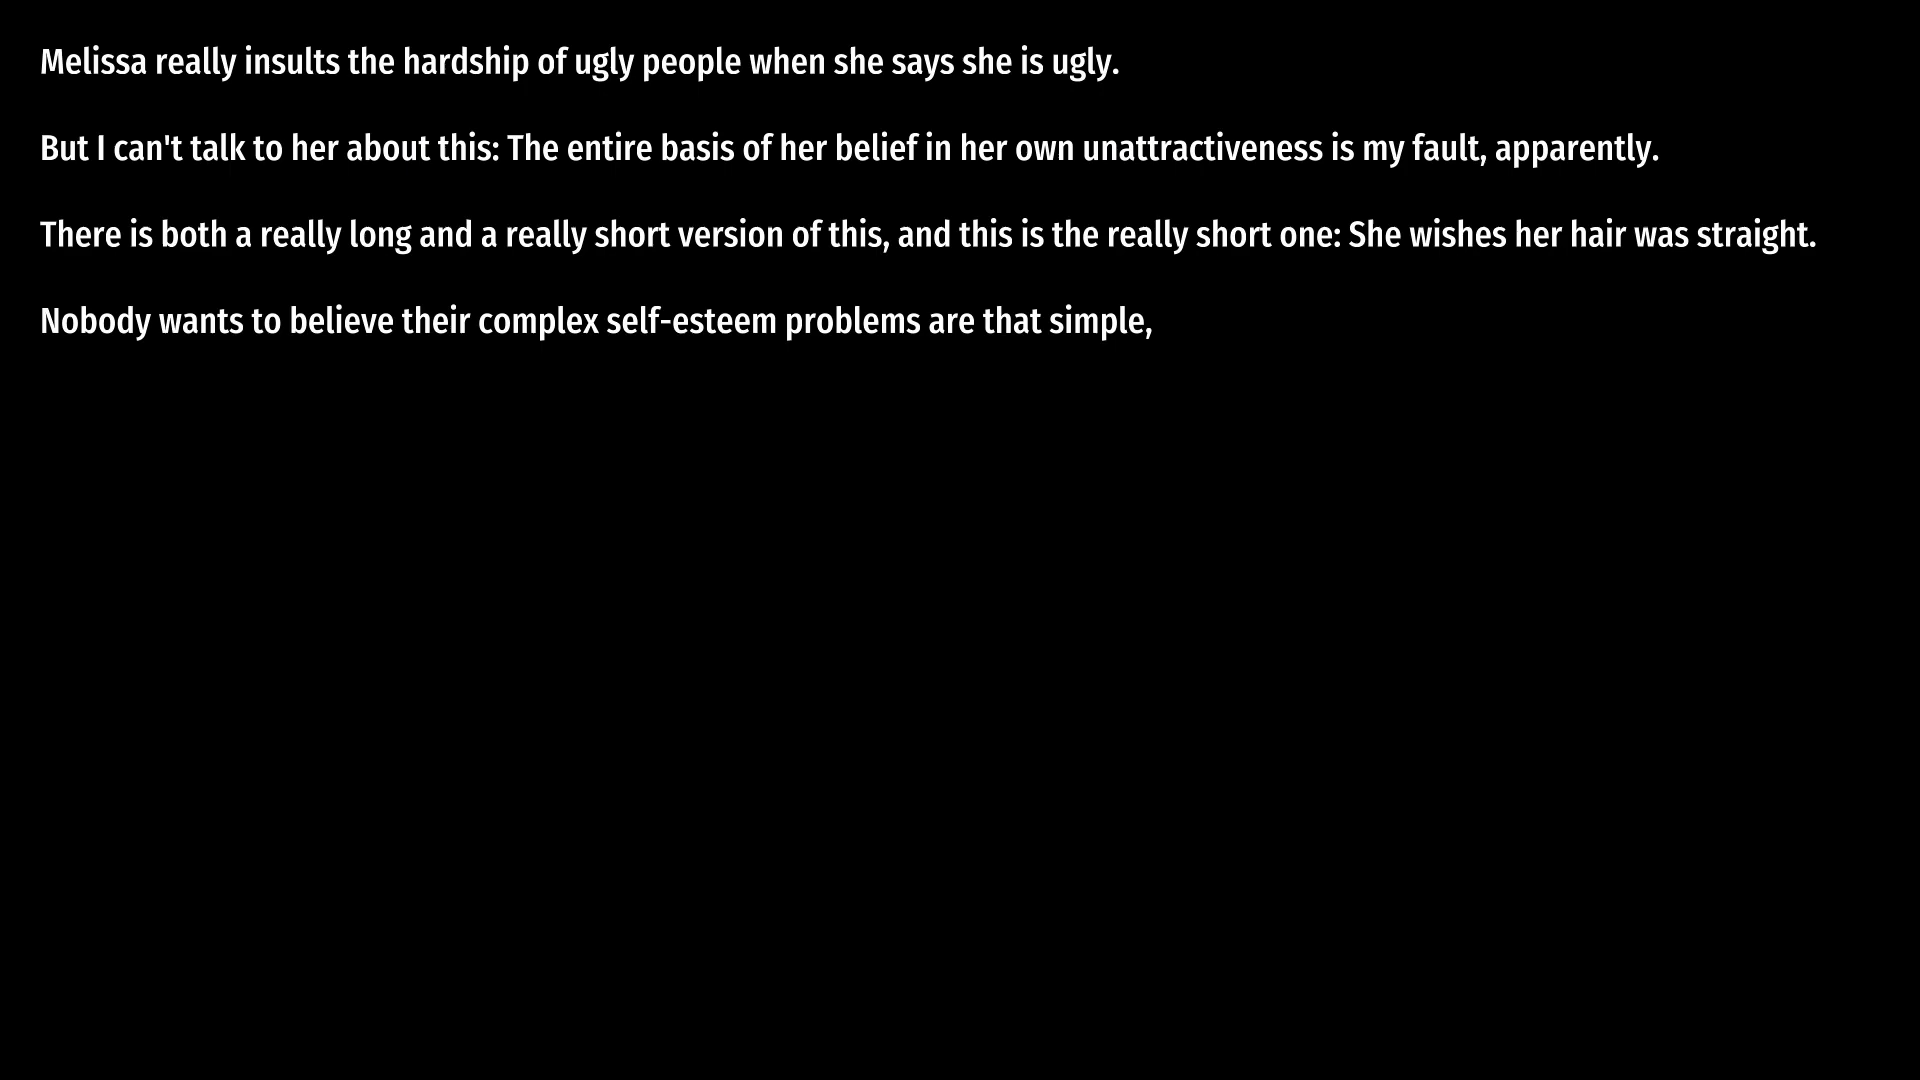 Melissa really insults the hardship of ugly people when she says she is ugly.
But I can't talk to her about this: The entire basis of her belief in her own unattractiveness is my fault, apparently.
There is both a really long and a really short version of this, and this is the really short one: She wishes her hair was straight.
Nobody wants to believe their complex self-esteem problems are that simple,